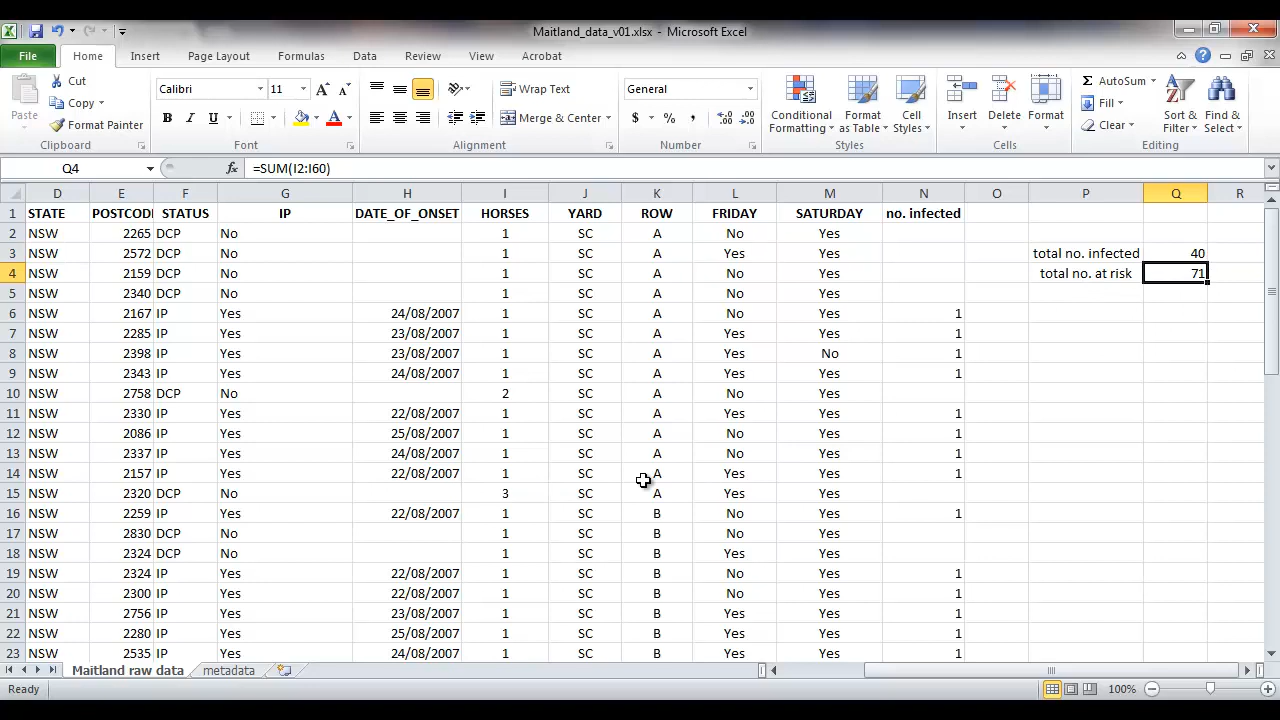 Maitland_data_v01.xlsx - Microsoft Excel
File Home Insert Page Layout Formulas Data Review View Acrobat
Paste Cut Copy Format Painter Clipboard
Calibri 11 B I U A Font
Wrap Text Merge & Center Alignment
General $ % , Number
Conditional Formatting Format as Table Cell Styles Styles
Insert Delete Format Cells
Σ AutoSum Fill Clear Sort & Filter Find & Select Editing
Q4 fx =SUM(I2:I60)
D E F G H I J K L M N O P Q R
1 STATE POSTCOD STATUS IP DATE_OF_ONSET HORSES YARD ROW FRIDAY SATURDAY no. infected
2 NSW 2265 DCP No 1 SC A No Yes
3 NSW 2572 DCP No 1 SC A Yes Yes total no. infected 40
4 NSW 2159 DCP No 1 SC A No Yes total no. at risk 71
5 NSW 2340 DCP No 1 SC A No Yes
6 NSW 2167 IP Yes 24/08/2007 1 SC A No Yes 1
7 NSW 2285 IP Yes 23/08/2007 1 SC A Yes Yes 1
8 NSW 2398 IP Yes 23/08/2007 1 SC A Yes No 1
9 NSW 2343 IP Yes 24/08/2007 1 SC A Yes Yes 1
10 NSW 2758 DCP No 2 SC A No Yes
11 NSW 2330 IP Yes 22/08/2007 1 SC A Yes Yes 1
12 NSW 2086 IP Yes 25/08/2007 1 SC A No Yes 1
13 NSW 2337 IP Yes 24/08/2007 1 SC A No Yes 1
14 NSW 2157 IP Yes 22/08/2007 1 SC A Yes Yes 1
15 NSW 2320 DCP No 3 SC A Yes Yes
16 NSW 2259 IP Yes 22/08/2007 1 SC B No Yes 1
17 NSW 2830 DCP No 1 SC B No Yes
18 NSW 2324 DCP No 1 SC B Yes Yes
19 NSW 2324 IP Yes 22/08/2007 1 SC B No Yes 1
20 NSW 2300 IP Yes 22/08/2007 1 SC B No Yes 1
21 NSW 2756 IP Yes 23/08/2007 1 SC B Yes Yes 1
22 NSW 2280 IP Yes 25/08/2007 1 SC B Yes Yes 1
23 NSW 2535 IP Yes 24/08/2007 1 SC B Yes Yes 1
Maitland raw data metadata
Ready 100%